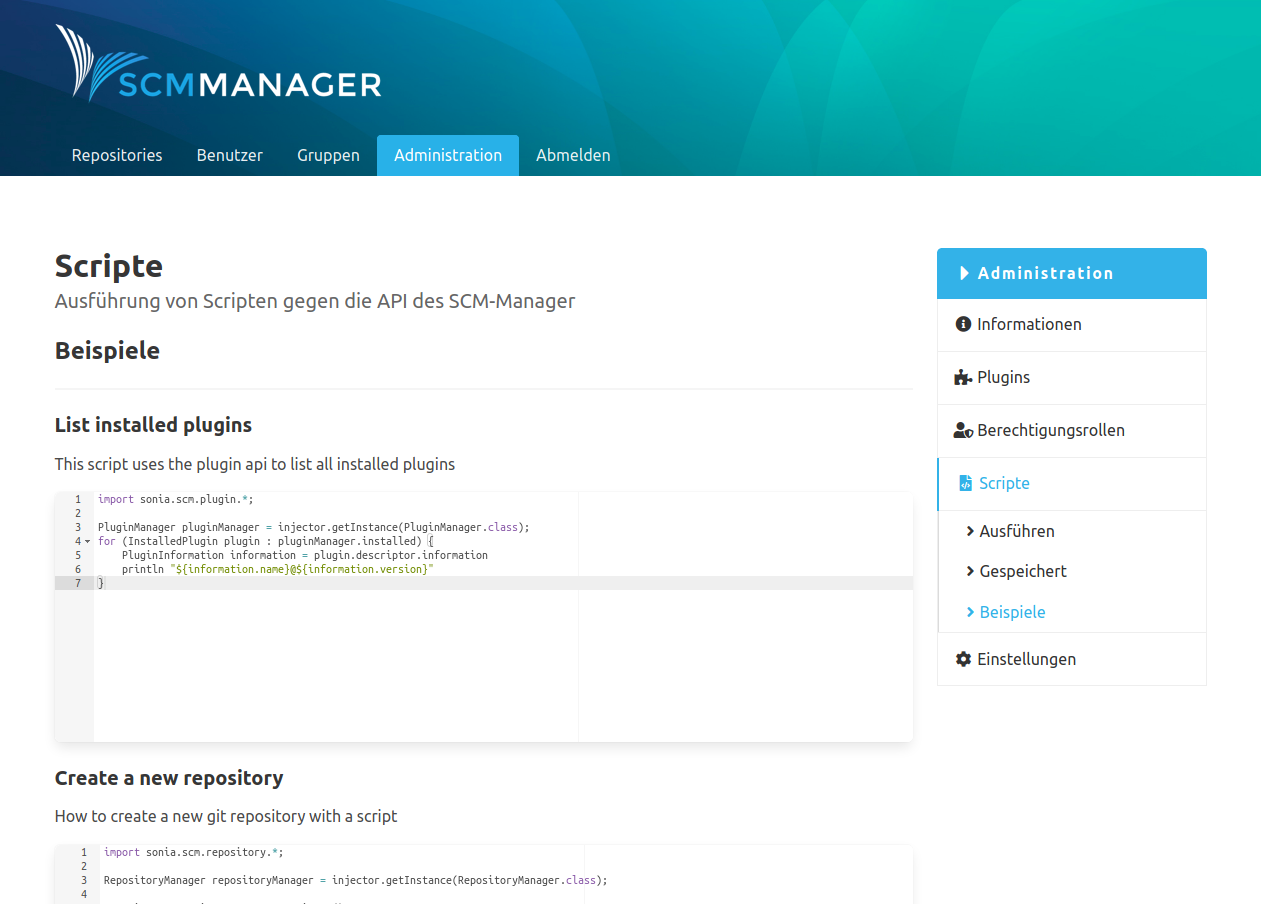 SCMMANAGER
Repositories Benutzer Gruppen Administration Abmelden
Scripte
Ausführung von Scripten gegen die API des SCM-Manager
Beispiele
List installed plugins
This script uses the plugin api to list all installed plugins
1 import sonia.scm.plugin.*;
2
3 PluginManager pluginManager = injector.getInstance(PluginManager.class);
4 for (InstalledPlugin plugin : pluginManager.installed) {
5 PluginInformation information = plugin.descriptor.information
6 println "${information.name}@${information.version}"
7 }
Create a new repository
How to create a new git repository with a script
1 import sonia.scm.repository.*;
2
3 RepositoryManager repositoryManager = injector.getInstance(RepositoryManager.class);
4
Administration
Informationen
Plugins
Berechtigungsrollen
Scripte
Ausführen
Gespeichert
Beispiele
Einstellungen